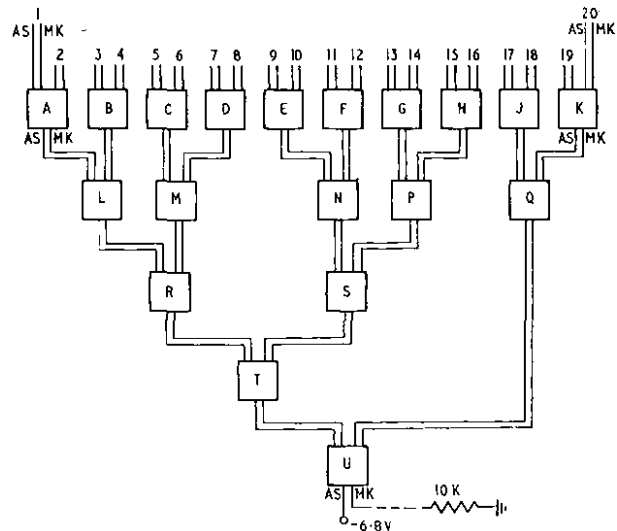 1 20
AS MK AS MK
2 3 4 5 6 7 8 9 10 11 12 13 14 15 16 17 18 19
A B C D E F G H J K
AS MK AS MK
L M N P Q
R S
T
U
AS MK 10K
-6·8V